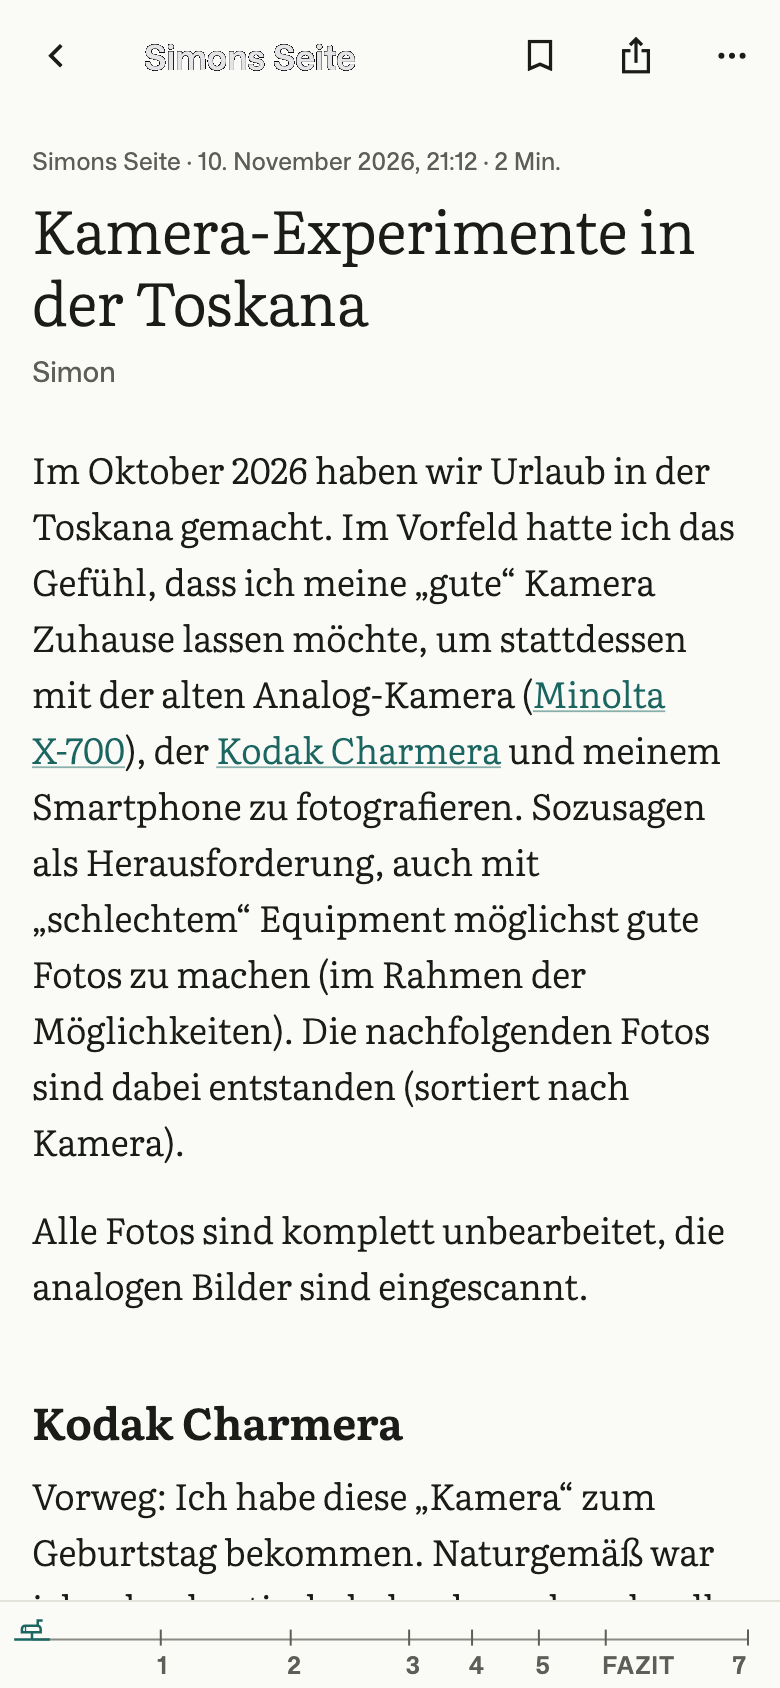 Simons Seite
Simons Seite · 10. November 2026, 21:12 · 2 Min.
Kamera-Experimente in
der Toskana
Simon
Im Oktober 2026 haben wir Urlaub in der
Toskana gemacht. Im Vorfeld hatte ich das
Gefühl, dass ich meine „gute“ Kamera
Zuhause lassen möchte, um stattdessen
mit der alten Analog-Kamera (Minolta
X-700), der Kodak Charmera und meinem
Smartphone zu fotografieren. Sozusagen
als Herausforderung, auch mit
„schlechtem“ Equipment möglichst gute
Fotos zu machen (im Rahmen der
Möglichkeiten). Die nachfolgenden Fotos
sind dabei entstanden (sortiert nach
Kamera).
Alle Fotos sind komplett unbearbeitet, die
analogen Bilder sind eingescannt.
Kodak Charmera
Vorweg: Ich habe diese „Kamera“ zum
Geburtstag bekommen. Naturgemäß war
1 2 3 4 5 FAZIT 7